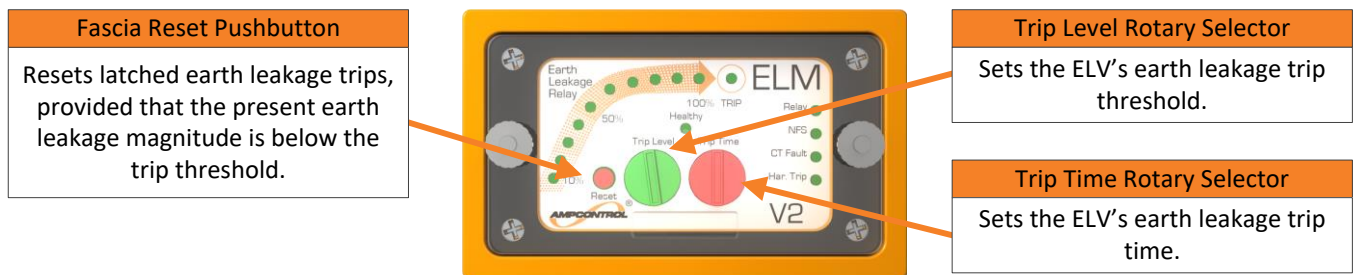 Fascia Reset Pushbutton
Resets latched earth leakage trips,
provided that the present earth
leakage magnitude is below the
trip threshold.
Earth
Leakage
Relay
ELM
100% TRIP
50%
10%
Healthy
Relay
NFS
CT Fault
Har. Trip
Trip Level
Trip Time
Reset
AMPCONTROL®
V2
Trip Level Rotary Selector
Sets the ELV's earth leakage trip
threshold.
Trip Time Rotary Selector
Sets the ELV's earth leakage trip
time.